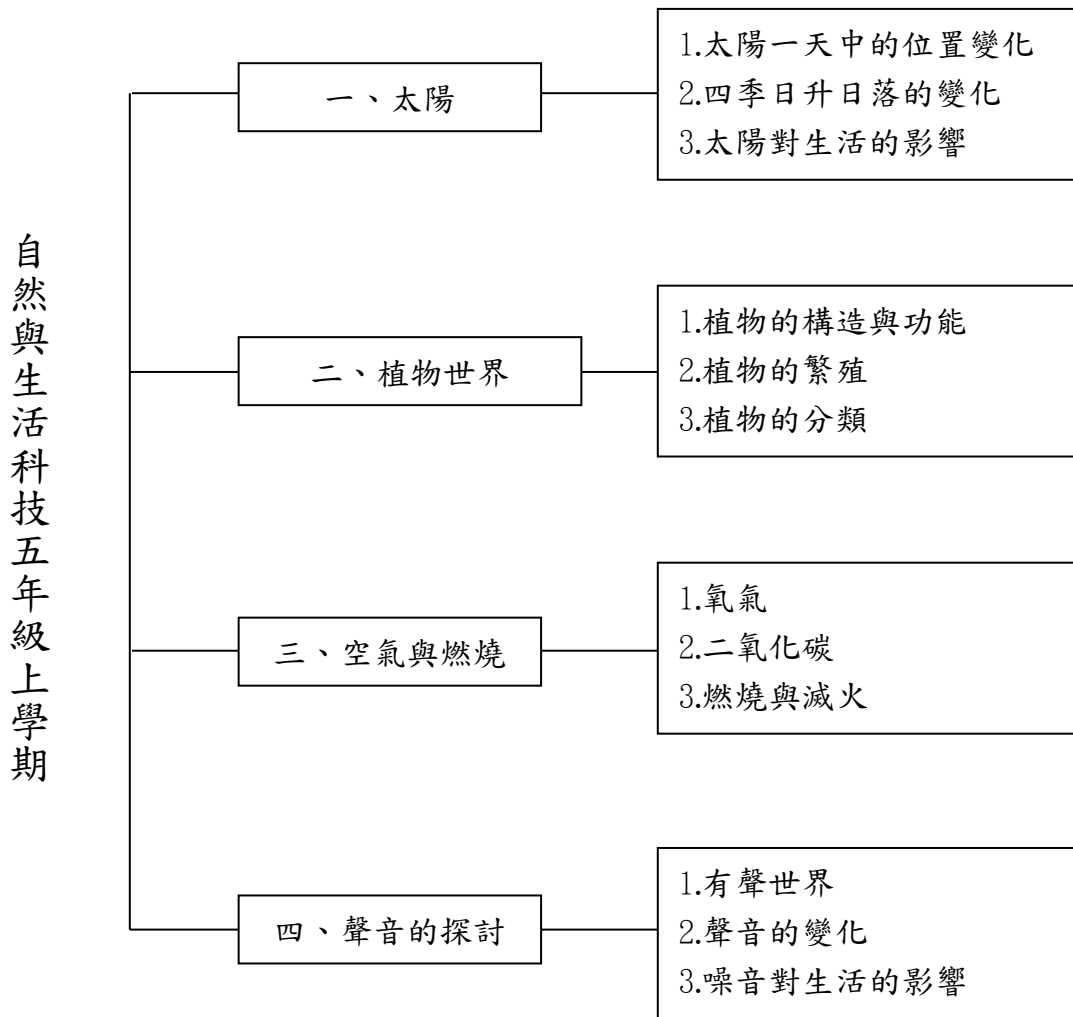 自然與生活科技五年級上學期
一、太陽
1.太陽一天中的位置變化
2.四季日升日落的變化
3.太陽對生活的影響
二、植物世界
1.植物的構造與功能
2.植物的繁殖
3.植物的分類
三、空氣與燃燒
1.氧氣
2.二氧化碳
3.燃燒與滅火
四、聲音的探討
1.有聲世界
2.聲音的變化
3.噪音對生活的影響